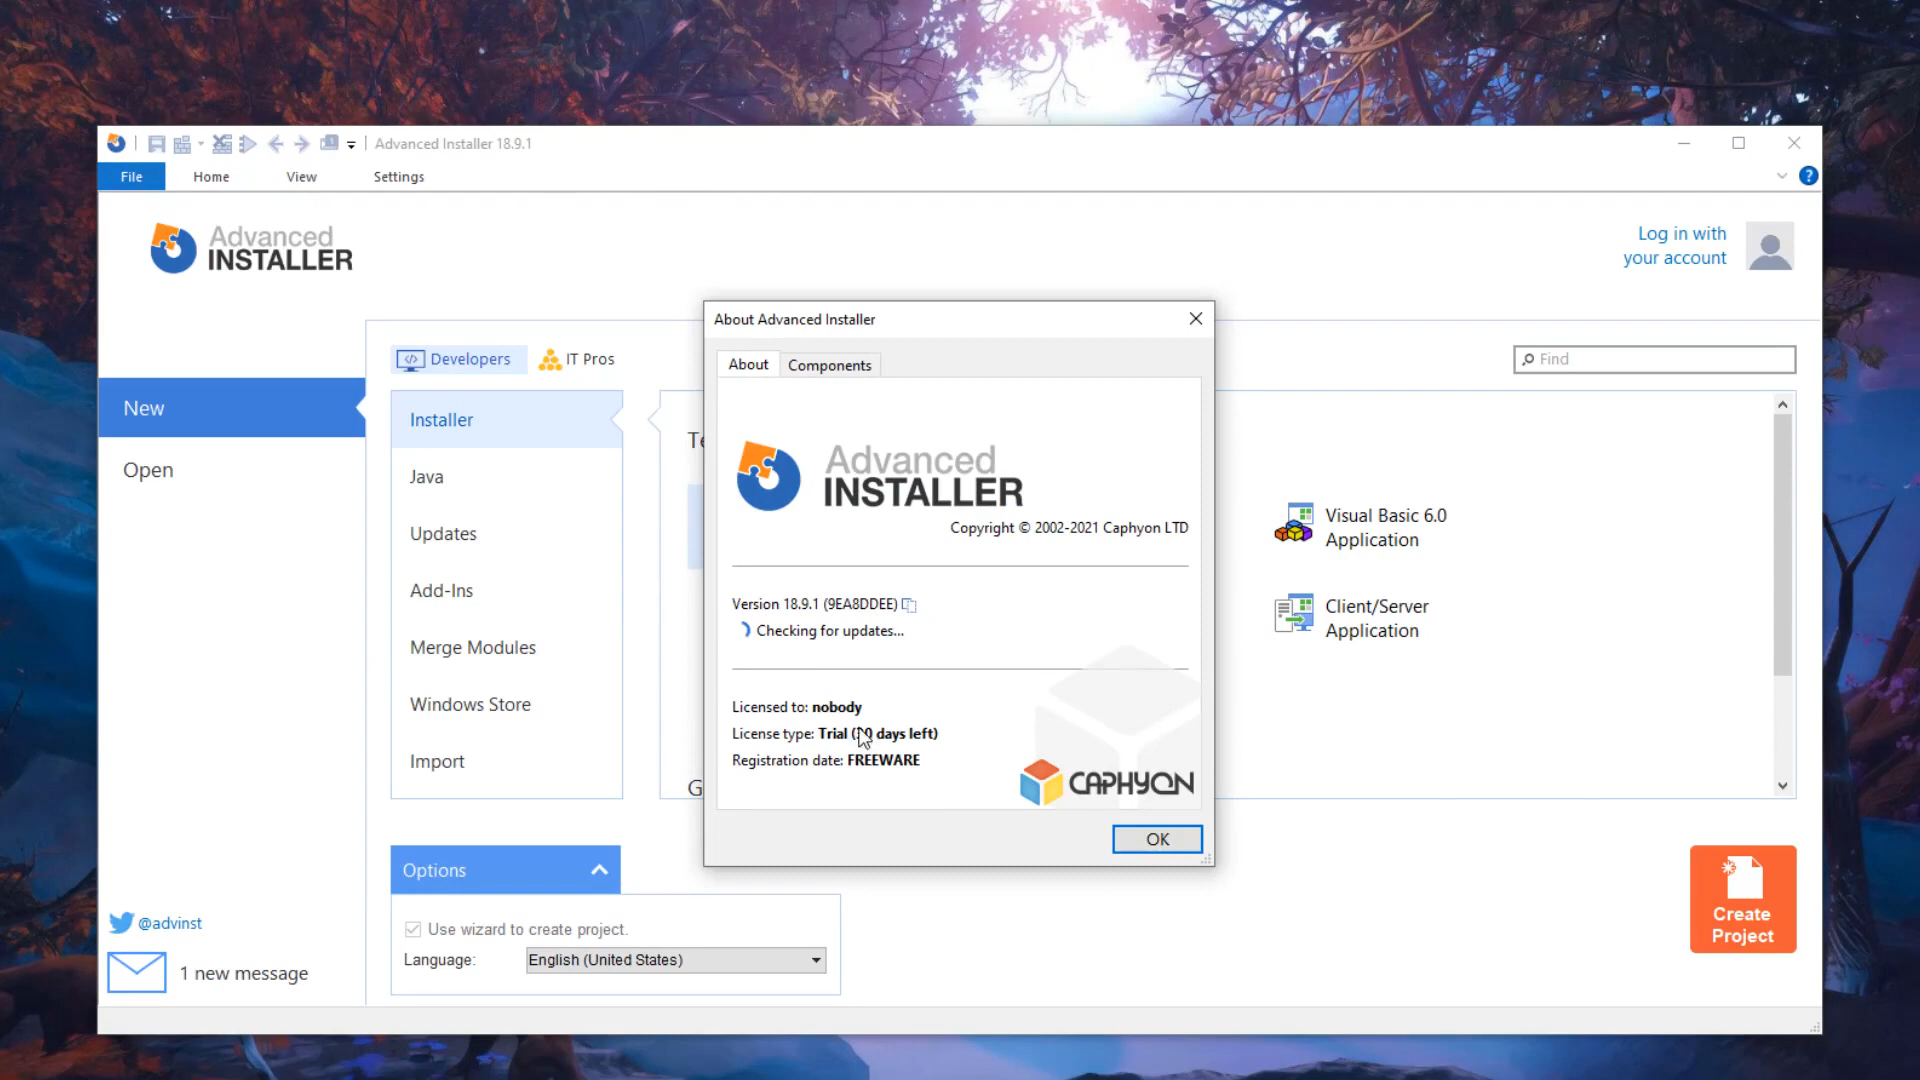 Advanced Installer 18.9.1
File Home View Settings
Advanced
INSTALLER
Log in with
your account
Developers IT Pros
Find
New
Open
Installer
Java
Updates
Add-Ins
Merge Modules
Windows Store
Import
Visual Basic 6.0
Application
Client/Server
Application
About Advanced Installer
About Components
Advanced
INSTALLER
Copyright © 2002-2021 Caphyon LTD
Version 18.9.1 (9EA8DDEE)
Checking for updates...
Licensed to: nobody
License type: Trial ( days left)
Registration date: FREEWARE
CAPHYON
OK
Options
Use wizard to create project.
Language: English (United States)
@advinst
1 new message
Create
Project